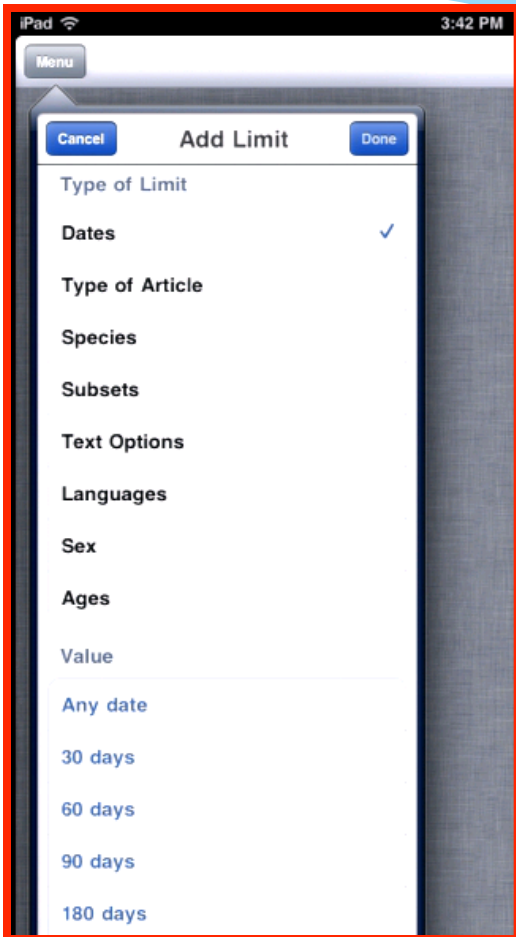 iPad 3:42 PM
Menu
Cancel Add Limit Done
Type of Limit
Dates
Type of Article
Species
Subsets
Text Options
Languages
Sex
Ages
Value
Any date
30 days
60 days
90 days
180 days